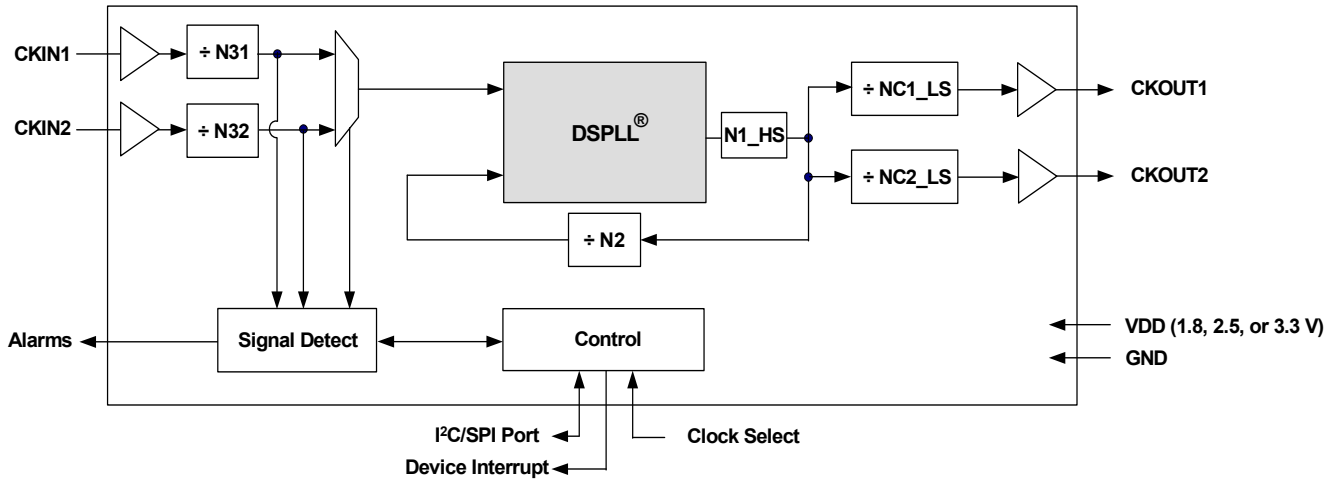 CKIN1
÷ N31
÷ NC1_LS
CKOUT1
CKIN2
÷ N32
DSPLL®
N1_HS
÷ NC2_LS
CKOUT2
÷ N2
Alarms
Signal Detect
Control
VDD (1.8, 2.5, or 3.3 V)
GND
I²C/SPI Port
Clock Select
Device Interrupt